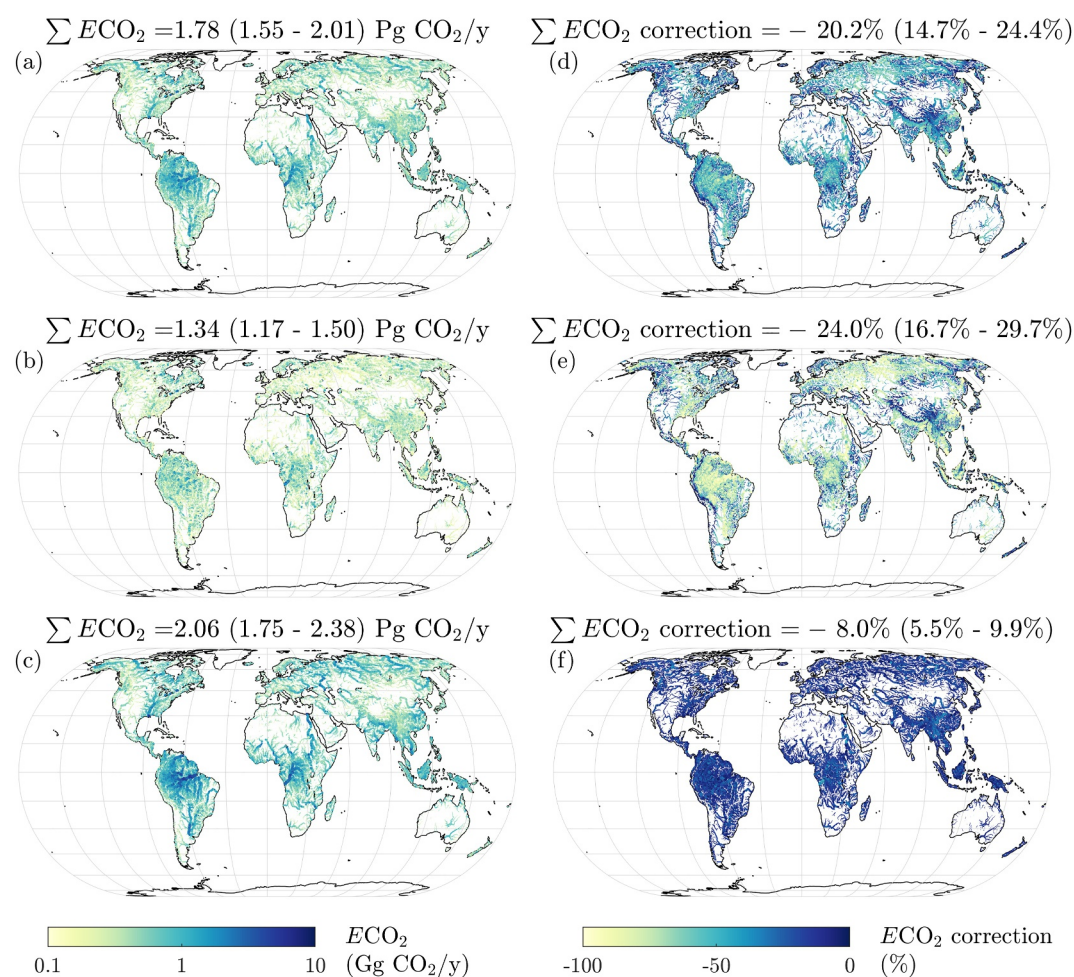 ∑ ECO₂ =1.78 (1.55 - 2.01) Pg CO₂/y
∑ ECO₂ correction = − 20.2% (14.7% - 24.4%)
(a)
(d)
∑ ECO₂ =1.34 (1.17 - 1.50) Pg CO₂/y
∑ ECO₂ correction = − 24.0% (16.7% - 29.7%)
(b)
(e)
∑ ECO₂ =2.06 (1.75 - 2.38) Pg CO₂/y
∑ ECO₂ correction = − 8.0% (5.5% - 9.9%)
(c)
(f)
ECO₂
(Gg CO₂/y)
0.1 1 10
ECO₂ correction
(%)
-100 -50 0